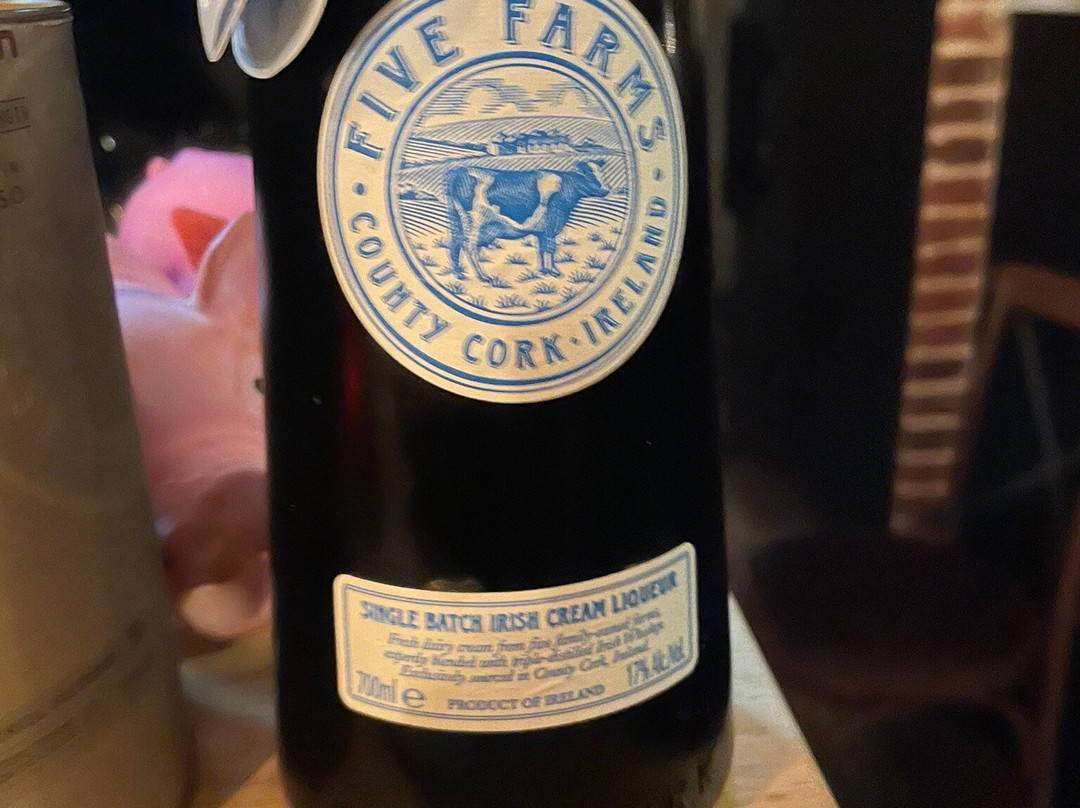 FIVE FARMS
COUNTY CORK · IRELAND
SINGLE BATCH IRISH CREAM LIQUEUR
Fresh dairy cream from five family-owned farms,
expertly blended with triple-distilled Irish Whiskey.
Exclusively sourced in County Cork, Ireland
700ml e
PRODUCT OF IRELAND
17% Alc./Vol.